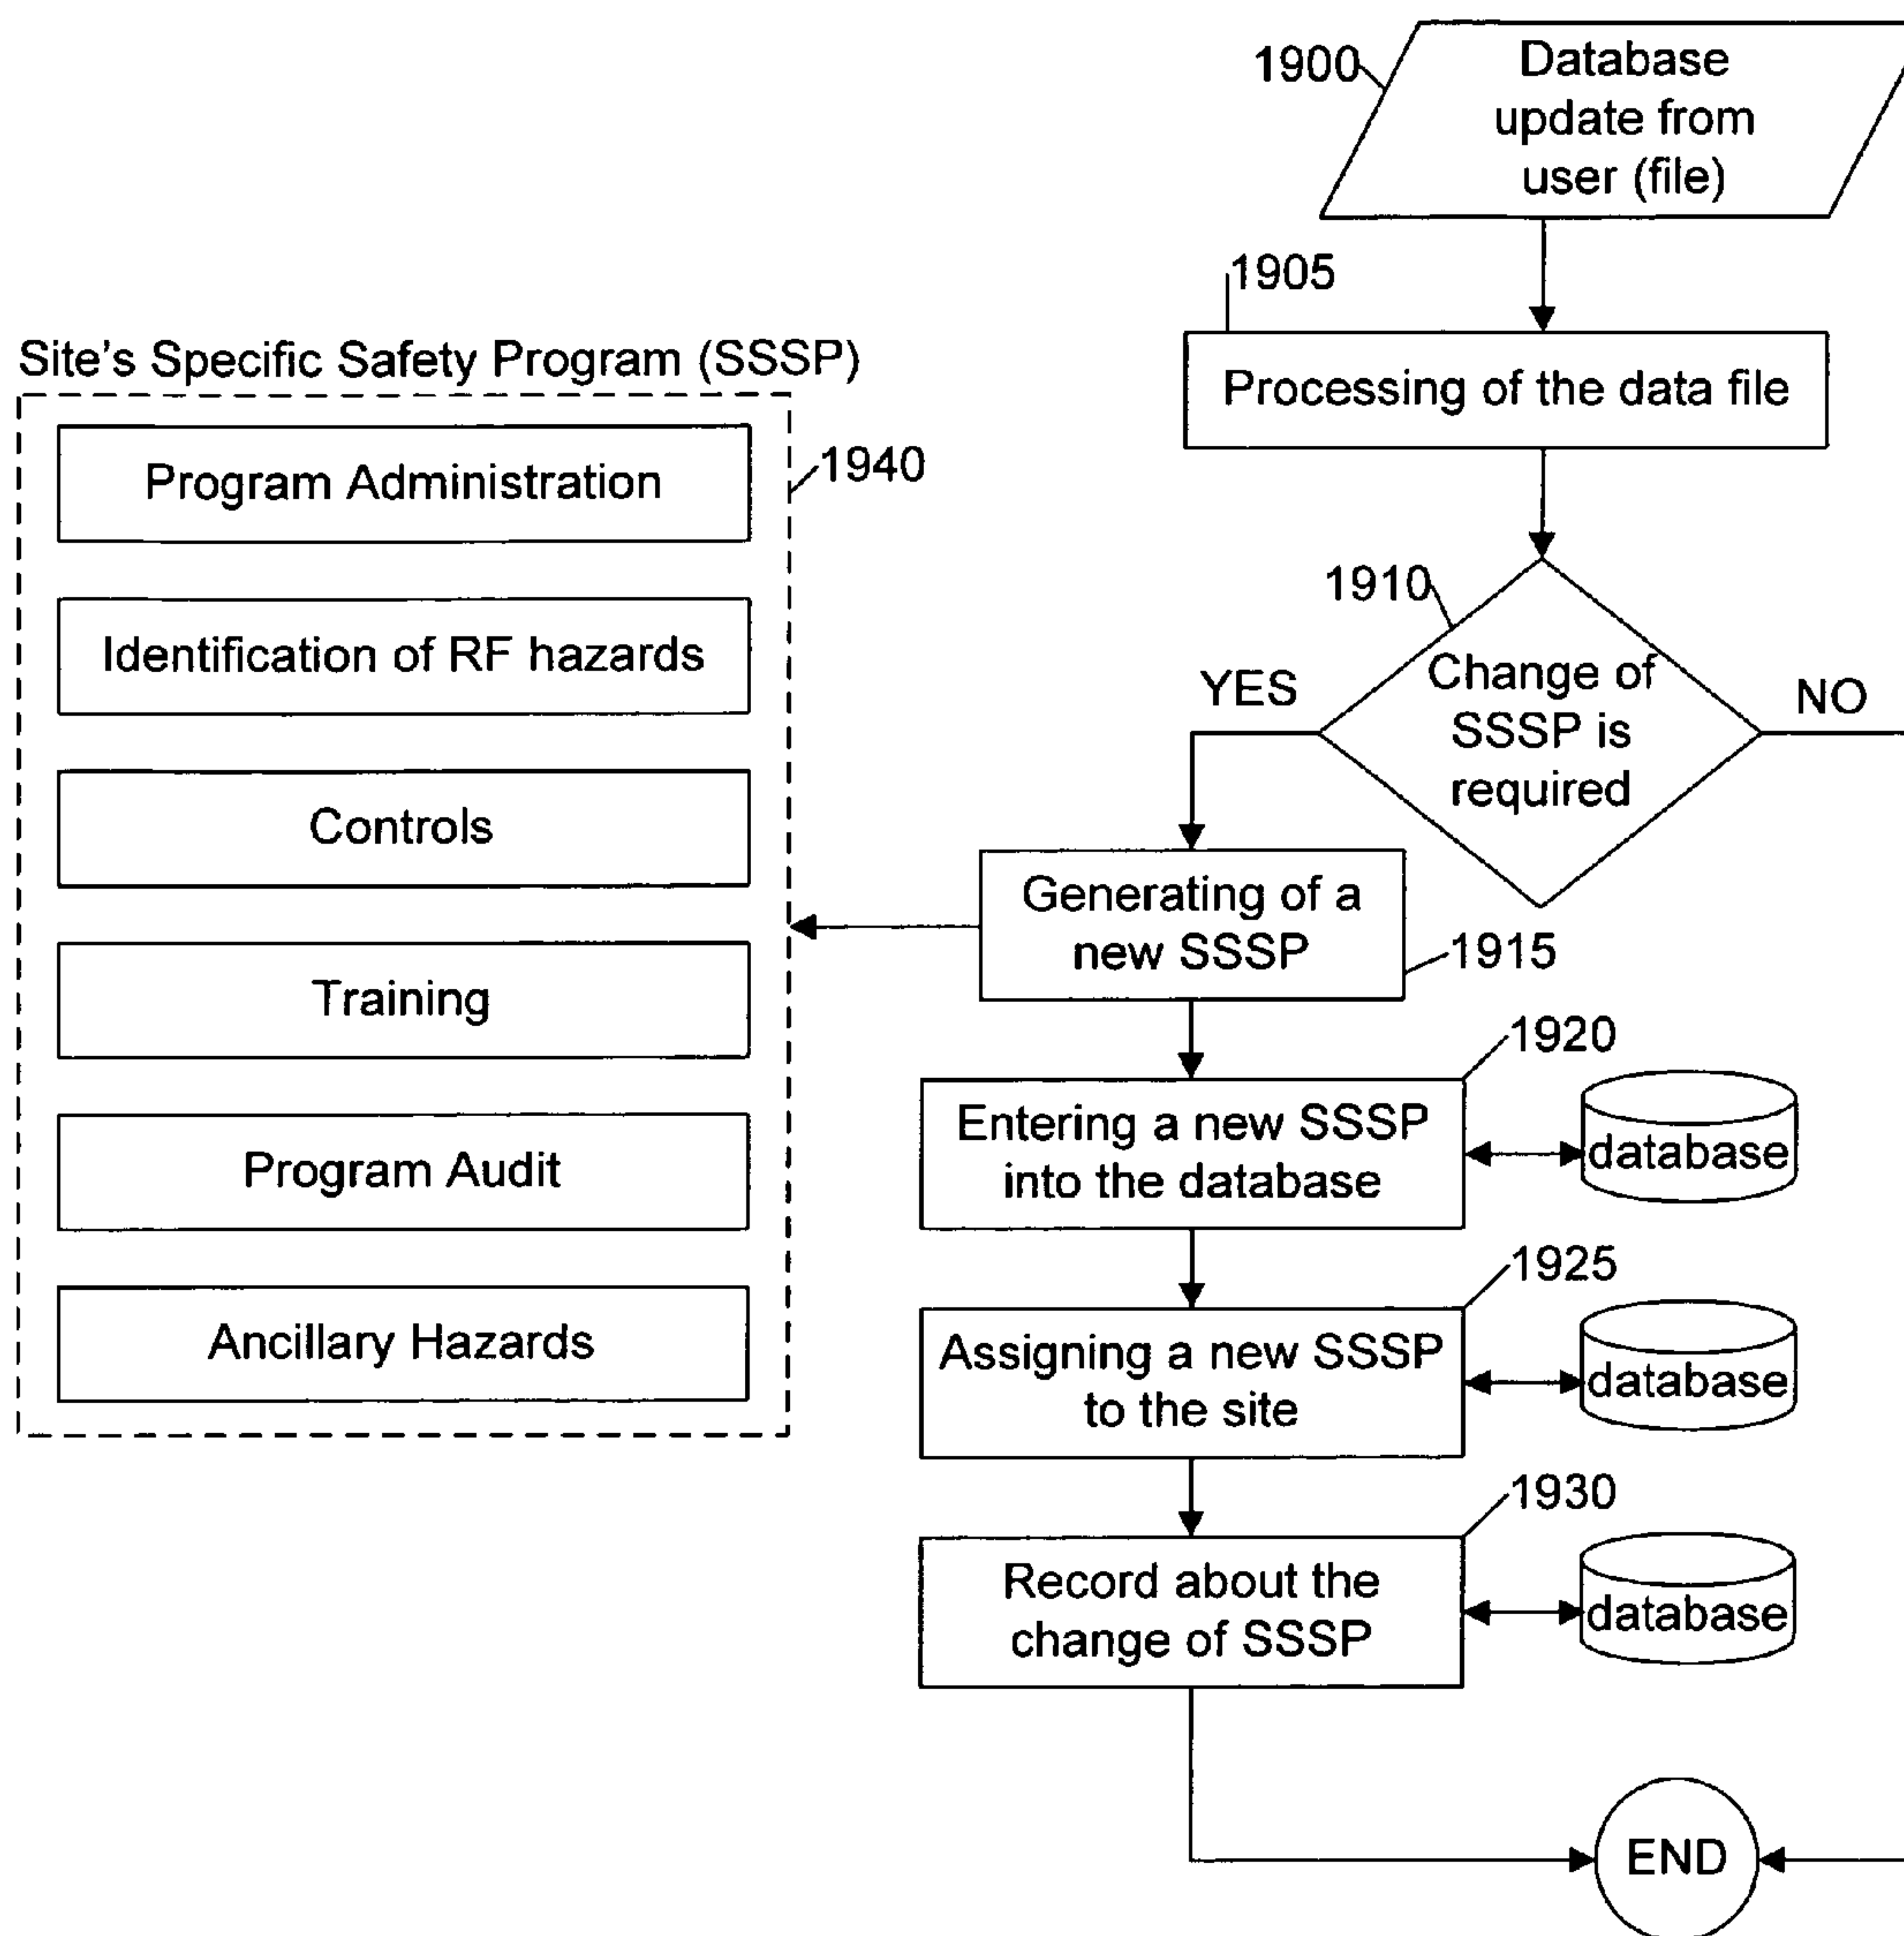 1900
Database
update from
user (file)
1905
Processing of the data file
Site's Specific Safety Program (SSSP)
1940
Program Administration
Identification of RF hazards
Controls
Training
Program Audit
Ancillary Hazards
1910
Change of
SSSP is
required
YES
NO
Generating of a
new SSSP
1915
1920
Entering a new SSSP
into the database
database
1925
Assigning a new SSSP
to the site
database
1930
Record about the
change of SSSP
database
END